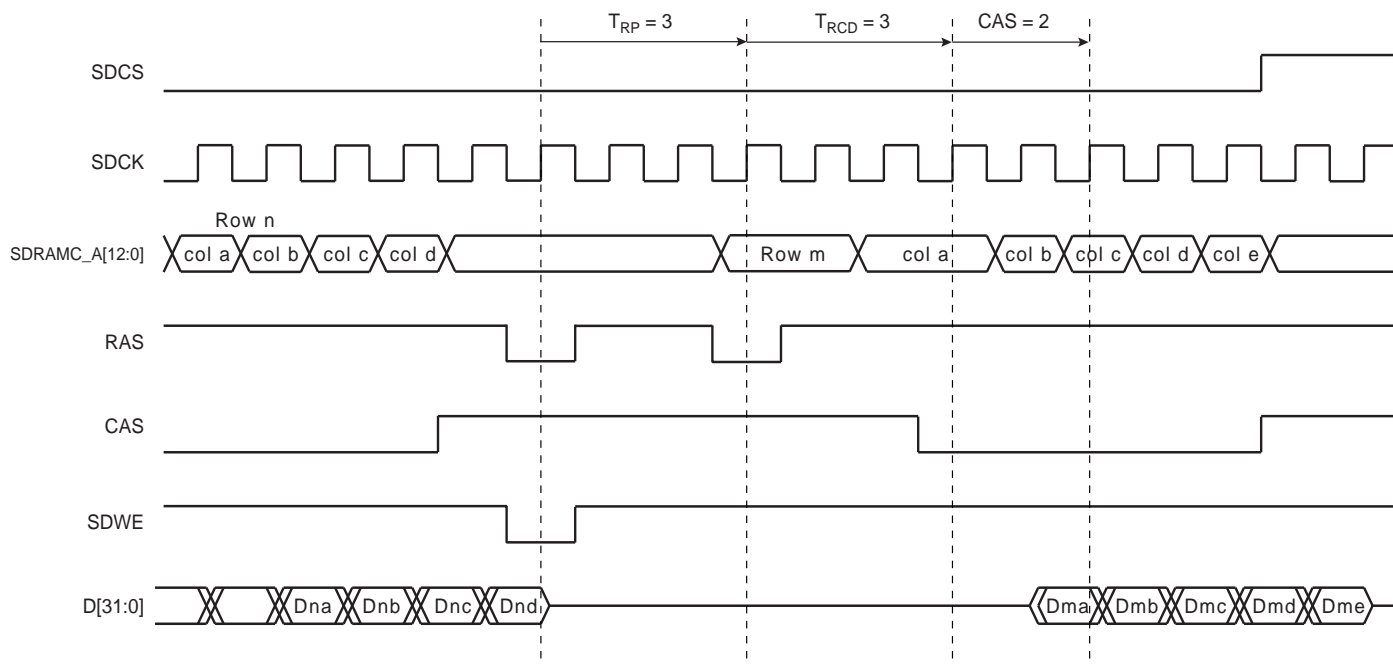 TRP = 3 TRCD = 3 CAS = 2
SDCS
SDCK
Row n
SDRAMC_A[12:0] col a col b col c col d Row m col a col b col c col d col e
RAS
CAS
SDWE
D[31:0] Dna Dnb Dnc Dnd Dma Dmb Dmc Dmd Dme